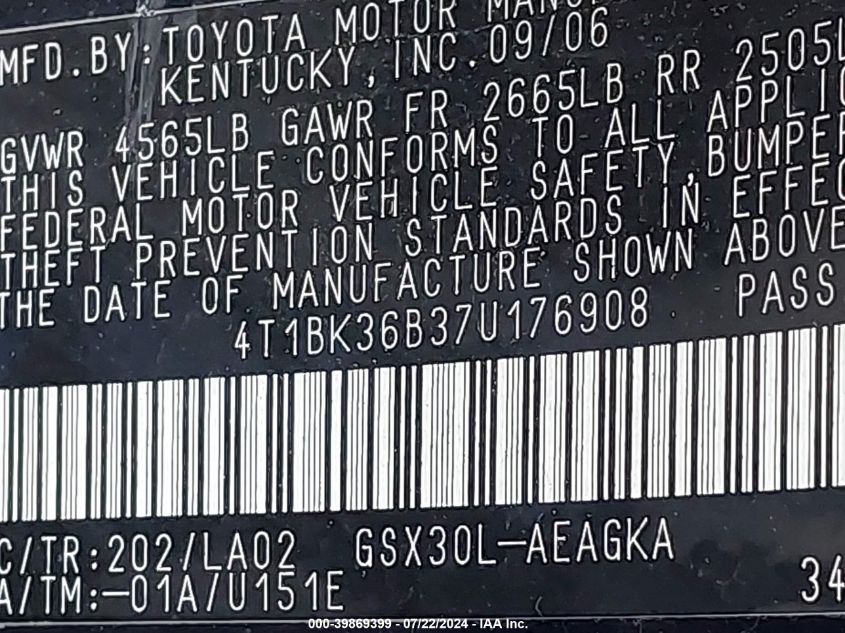 MFD.BY:TOYOTA MOTOR MANU
KENTUCKY, INC. 09/06
GVWR 4565LB GAWR FR 2665LB RR 2505L
THIS VEHICLE CONFORMS TO ALL APPLIC
FEDERAL MOTOR VEHICLE SAFETY, BUMPER
THEFT PREVENTION STANDARDS IN EFFEC
THE DATE OF MANUFACTURE SHOWN ABOVE
4T1BK36B37U176908 PASS
C/TR:202/LA02 GSX30L-AEAGKA
A/TM:-01A/U151E 34
000-39869399 - 07/22/2024 - IAA Inc.